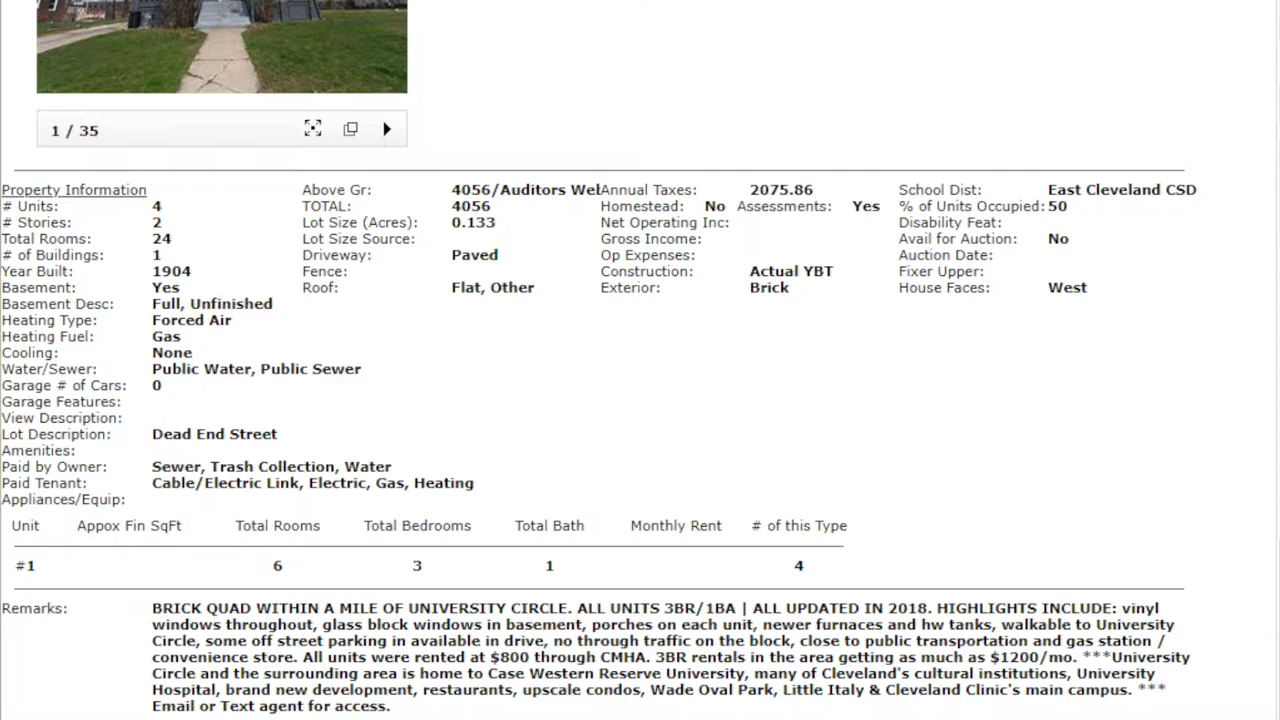 1 / 35
Property Information Above Gr: 4056/Auditors Wel Annual Taxes: 2075.86 School Dist: East Cleveland CSD
# Units: 4 TOTAL: 4056 Homestead: No Assessments: Yes % of Units Occupied: 50
# Stories: 2 Lot Size (Acres): 0.133 Net Operating Inc: Disability Feat:
Total Rooms: 24 Lot Size Source: Gross Income: Avail for Auction: No
# of Buildings: 1 Driveway: Paved Op Expenses: Auction Date:
Year Built: 1904 Fence: Construction: Actual YBT Fixer Upper:
Basement: Yes Roof: Flat, Other Exterior: Brick House Faces: West
Basement Desc: Full, Unfinished
Heating Type: Forced Air
Heating Fuel: Gas
Cooling: None
Water/Sewer: Public Water, Public Sewer
Garage # of Cars: 0
Garage Features:
View Description:
Lot Description: Dead End Street
Amenities:
Paid by Owner: Sewer, Trash Collection, Water
Paid Tenant: Cable/Electric Link, Electric, Gas, Heating
Appliances/Equip:
Unit Appox Fin SqFt Total Rooms Total Bedrooms Total Bath Monthly Rent # of this Type
#1 6 3 1 4
Remarks: BRICK QUAD WITHIN A MILE OF UNIVERSITY CIRCLE. ALL UNITS 3BR/1BA | ALL UPDATED IN 2018. HIGHLIGHTS INCLUDE: vinyl
windows throughout, glass block windows in basement, porches on each unit, newer furnaces and hw tanks, walkable to University
Circle, some off street parking in available in drive, no through traffic on the block, close to public transportation and gas station /
convenience store. All units were rented at $800 through CMHA. 3BR rentals in the area getting as much as $1200/mo. ***University
Circle and the surrounding area is home to Case Western Reserve University, many of Cleveland's cultural institutions, University
Hospital, brand new development, restaurants, upscale condos, Wade Oval Park, Little Italy & Cleveland Clinic's main campus. ***
Email or Text agent for access.